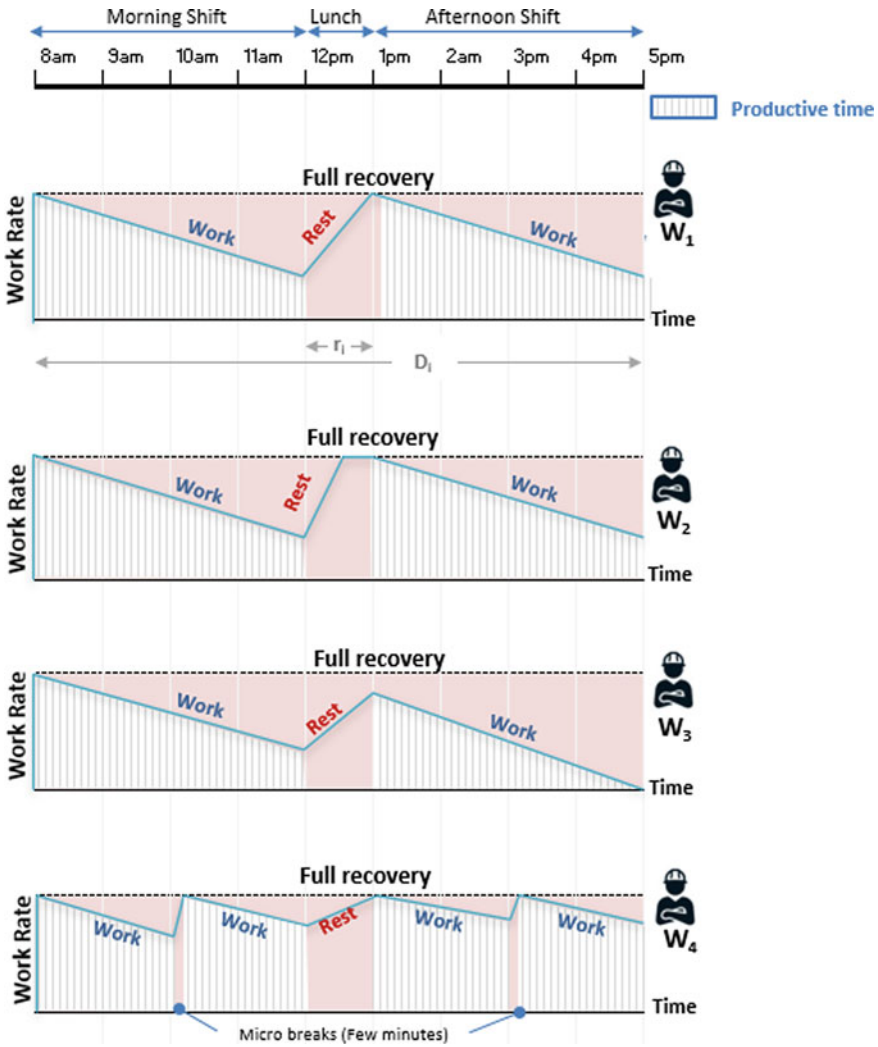 Morning Shift Lunch Afternoon Shift
8am 9am 10am 11am 12pm 1pm 2am 3pm 4pm 5pm
Productive time
Full recovery
Work Rate
Work Rest Work
W1
Time
ri
Di
Full recovery
Work Rate
Work Rest Work
W2
Time
Full recovery
Work Rate
Work Rest Work
W3
Time
Full recovery
Work Rate
Work Work Rest Work Work
W4
Time
Micro breaks (Few minutes)